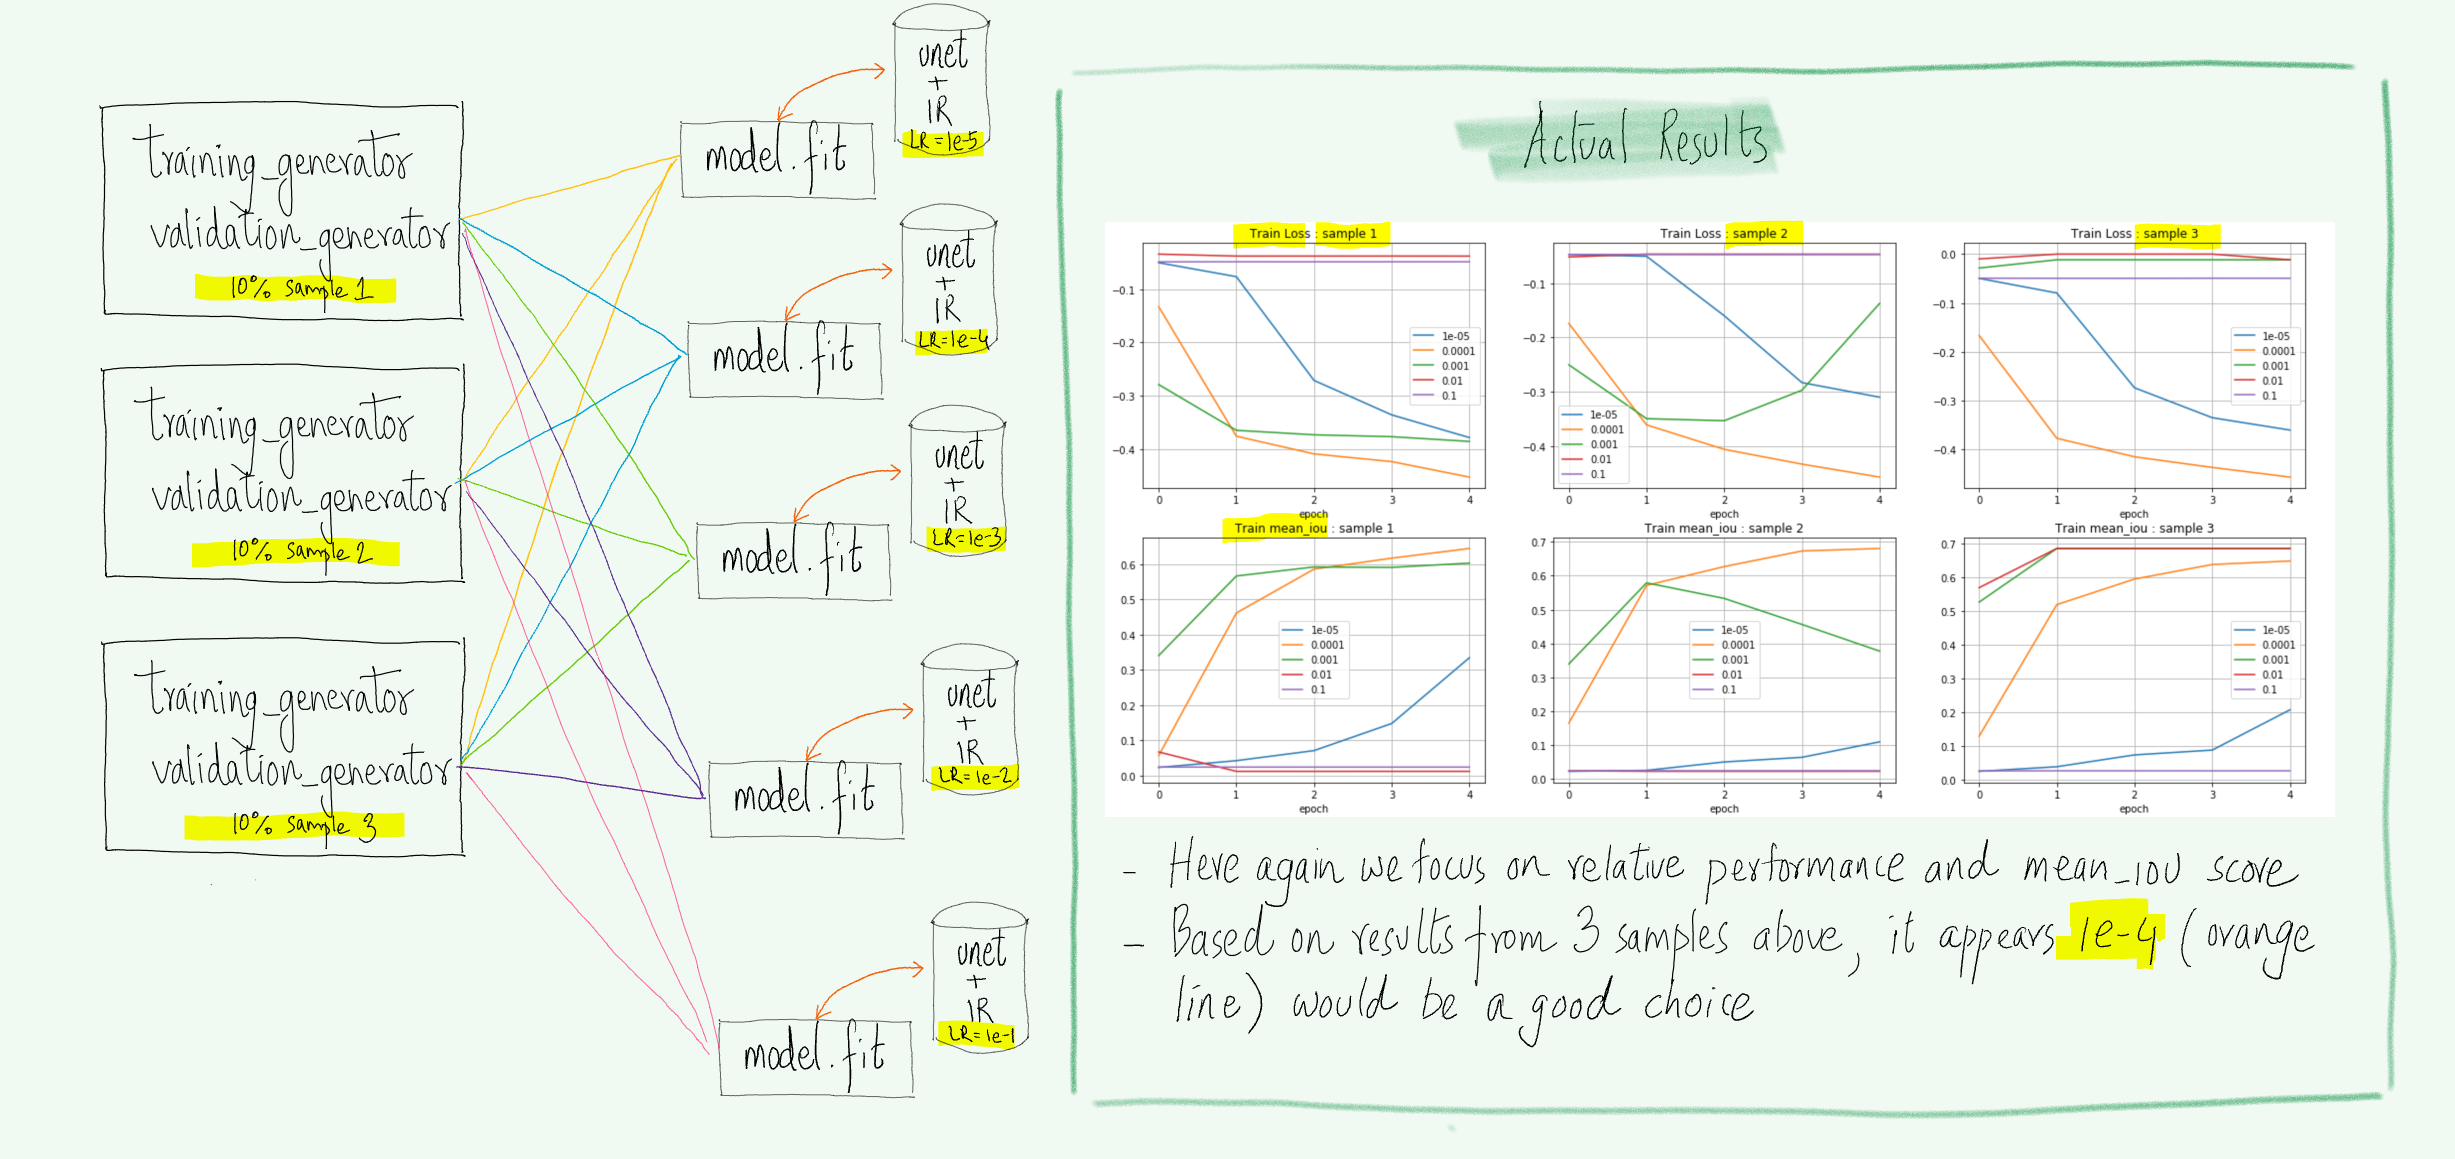 training_generator
validation_generator
10% sample 1
training_generator
validation_generator
10% sample 2
training_generator
validation_generator
10% sample 3
model.fit
unet
+
IR
LR=1e-5
model.fit
unet
+
IR
LR=1e-4
model.fit
unet
+
IR
LR=1e-3
model.fit
unet
+
IR
LR=1e-2
model.fit
unet
+
IR
LR=1e-1
Actual Results
Train Loss : sample 1
−0.1
−0.2
−0.3
−0.4
1e-05
0.0001
0.001
0.01
0.1
0 1 2 3 4
epoch
Train Loss : sample 2
−0.1
−0.2
−0.3
−0.4
1e-05
0.0001
0.001
0.01
0.1
0 1 2 3 4
epoch
Train Loss : sample 3
0.0
−0.1
−0.2
−0.3
−0.4
1e-05
0.0001
0.001
0.01
0.1
0 1 2 3 4
epoch
Train mean_iou : sample 1
0.6
0.5
0.4
0.3
0.2
0.1
0.0
1e-05
0.0001
0.001
0.01
0.1
0 1 2 3 4
epoch
Train mean_iou : sample 2
0.7
0.6
0.5
0.4
0.3
0.2
0.1
0.0
1e-05
0.0001
0.001
0.01
0.1
0 1 2 3 4
epoch
Train mean_iou : sample 3
0.7
0.6
0.5
0.4
0.3
0.2
0.1
0.0
1e-05
0.0001
0.001
0.01
0.1
0 1 2 3 4
epoch
- Here again we focus on relative performance and mean_IOU score
- Based on results from 3 samples above, it appears 1e-4 (orange
line) would be a good choice